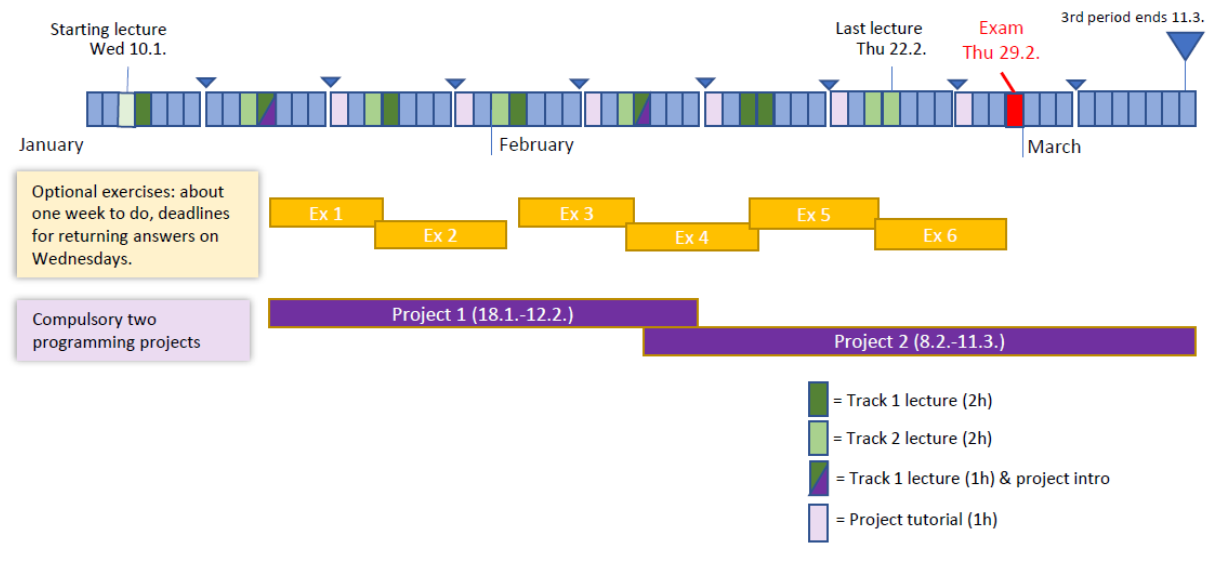 3rd period ends 11.3.
Starting lecture
Wed 10.1.
Last lecture
Thu 22.2.
Exam
Thu 29.2.
January
February
March
Optional exercises: about
one week to do, deadlines
for returning answers on
Wednesdays.
Ex 1
Ex 2
Ex 3
Ex 4
Ex 5
Ex 6
Compulsory two
programming projects
Project 1 (18.1.-12.2.)
Project 2 (8.2.-11.3.)
= Track 1 lecture (2h)
= Track 2 lecture (2h)
= Track 1 lecture (1h) & project intro
= Project tutorial (1h)